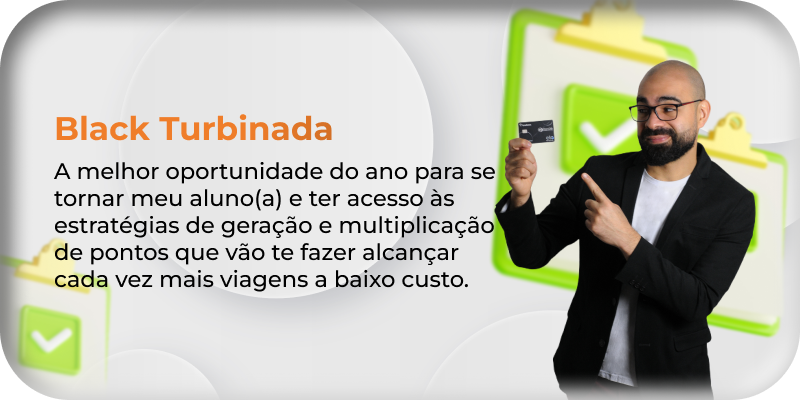 Black Turbinada
A melhor oportunidade do ano para se
tornar meu aluno(a) e ter acesso às
estratégias de geração e multiplicação
de pontos que vão te fazer alcançar
cada vez mais viagens a baixo custo.